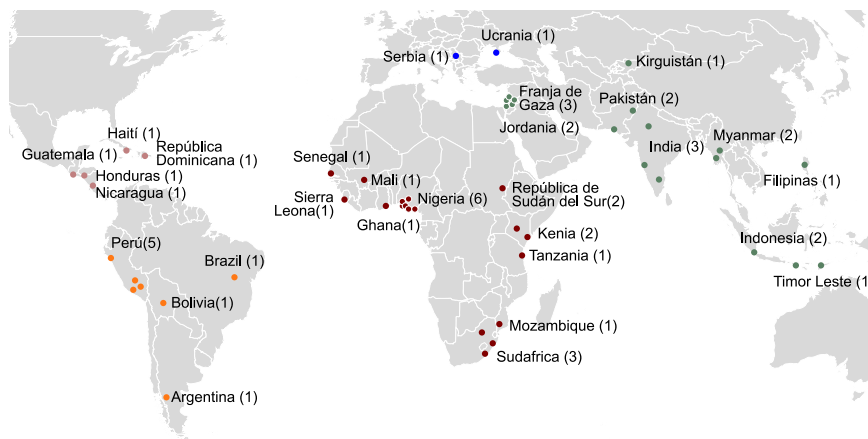 Ucrania (1)
Serbia (1)
Kirguistán (1)
Franja de
Gaza (3)
Pakistán (2)
Jordania (2)
Haití (1)
República
Dominicana (1)
Guatemala (1)
Honduras (1)
Nicaragua (1)
Senegal (1)
Mali (1)
Sierra
Leona(1)
Nigeria (6)
Ghana(1)
República de
Sudán del Sur(2)
India (3)
Myanmar (2)
Filipinas (1)
Kenia (2)
Tanzania (1)
Perú(5)
Brazil (1)
Bolivia(1)
Indonesia (2)
Timor Leste (1
Mozambique (1)
Sudafrica (3)
Argentina (1)